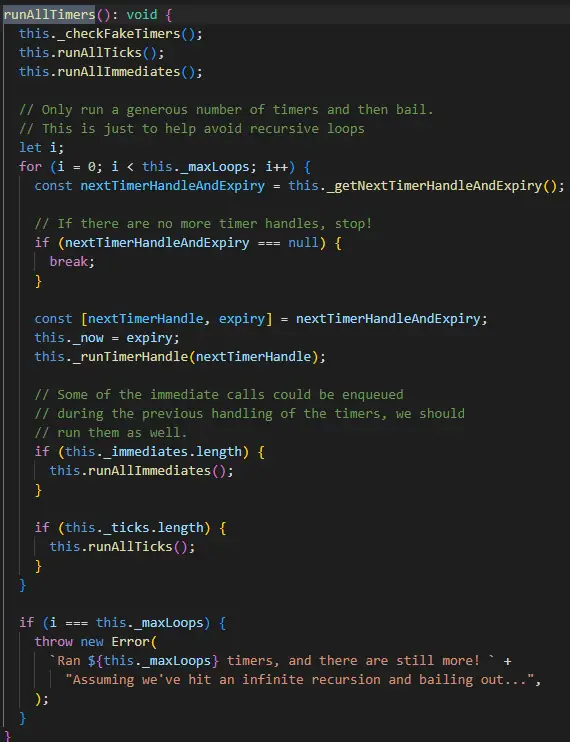 runAllTimers(): void {
this._checkFakeTimers();
this.runAllTicks();
this.runAllImmediates();
// Only run a generous number of timers and then bail.
// This is just to help avoid recursive loops
let i;
for (i = 0; i < this._maxLoops; i++) {
const nextTimerHandleAndExpiry = this._getNextTimerHandleAndExpiry();
// If there are no more timer handles, stop!
if (nextTimerHandleAndExpiry === null) {
break;
}
const [nextTimerHandle, expiry] = nextTimerHandleAndExpiry;
this._now = expiry;
this._runTimerHandle(nextTimerHandle);
// Some of the immediate calls could be enqueued
// during the previous handling of the timers, we should
// run them as well.
if (this._immediates.length) {
this.runAllImmediates();
}
if (this._ticks.length) {
this.runAllTicks();
}
}
if (i === this._maxLoops) {
throw new Error(
`Ran ${this._maxLoops} timers, and there are still more! ` +
"Assuming we've hit an infinite recursion and bailing out...",
);
}
}